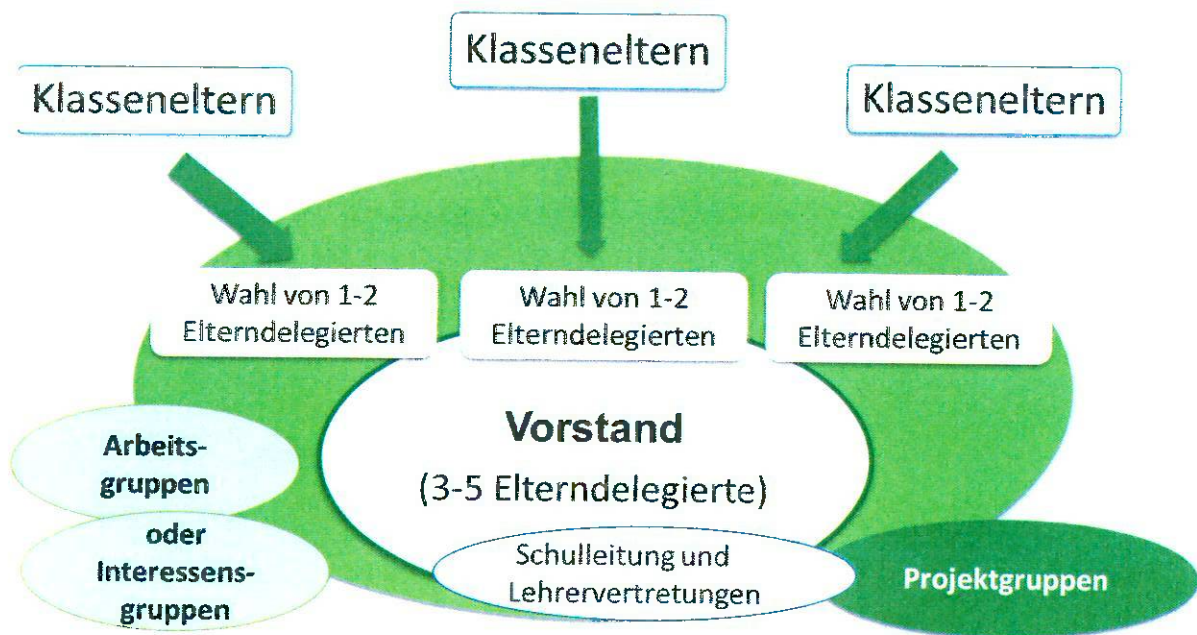 Klasseneltern
Klasseneltern
Klasseneltern
Wahl von 1-2
Elterndelegierten
Wahl von 1-2
Elterndelegierten
Wahl von 1-2
Elterndelegierten
Vorstand
(3-5 Elterndelegierte)
Arbeits-
gruppen
oder
Interessens-
gruppen
Schulleitung und
Lehrervertretungen
Projektgruppen